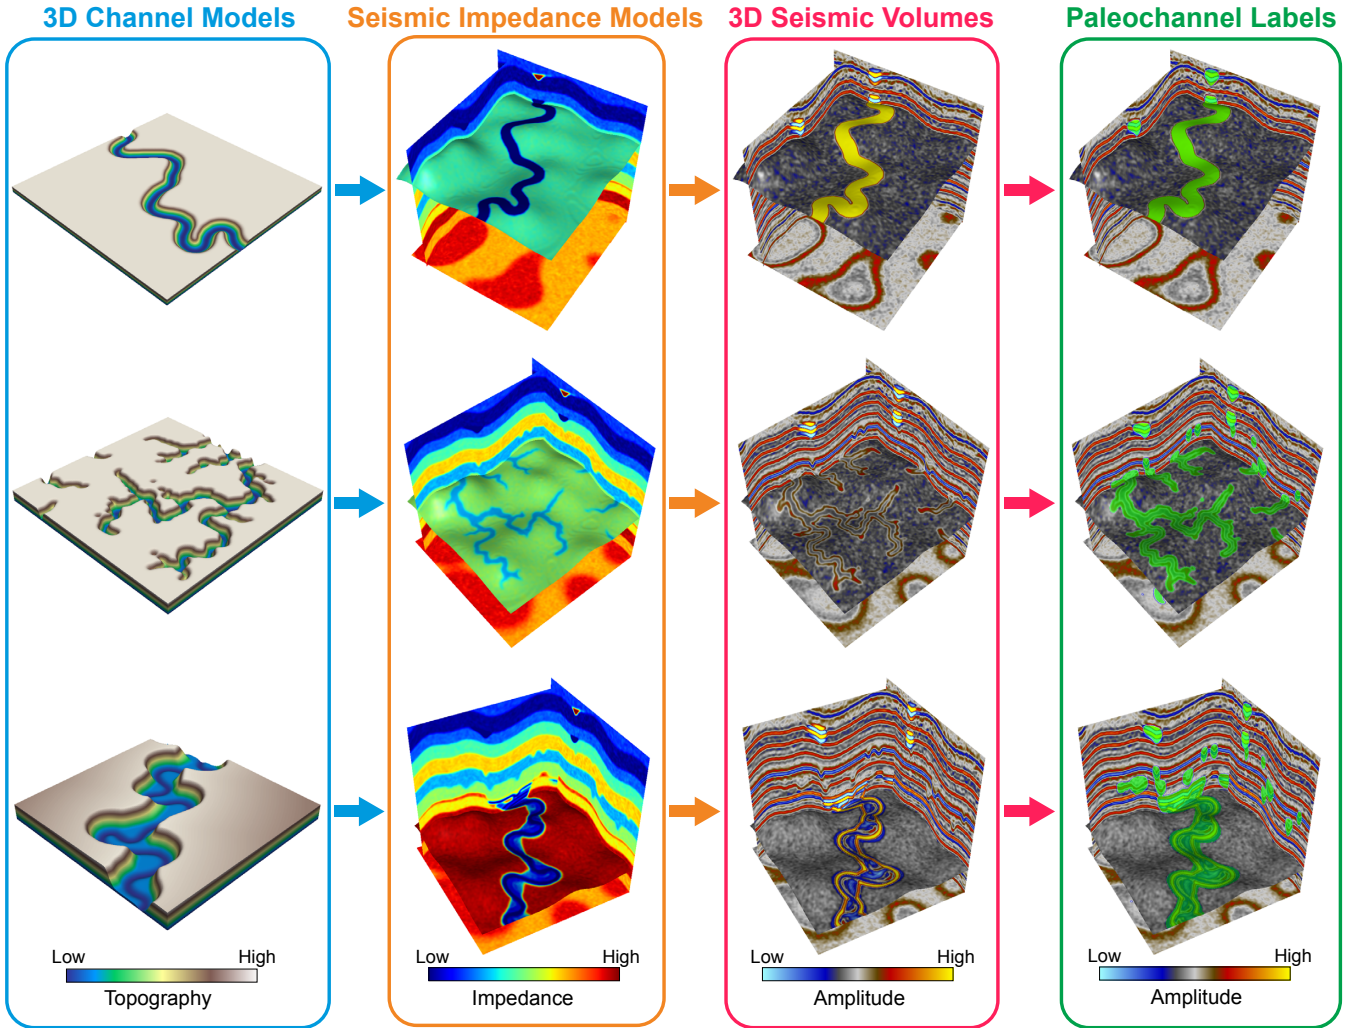 3D Channel Models
Seismic Impedance Models
3D Seismic Volumes
Paleochannel Labels
Low High
Topography
Low High
Impedance
Low High
Amplitude
Low High
Amplitude